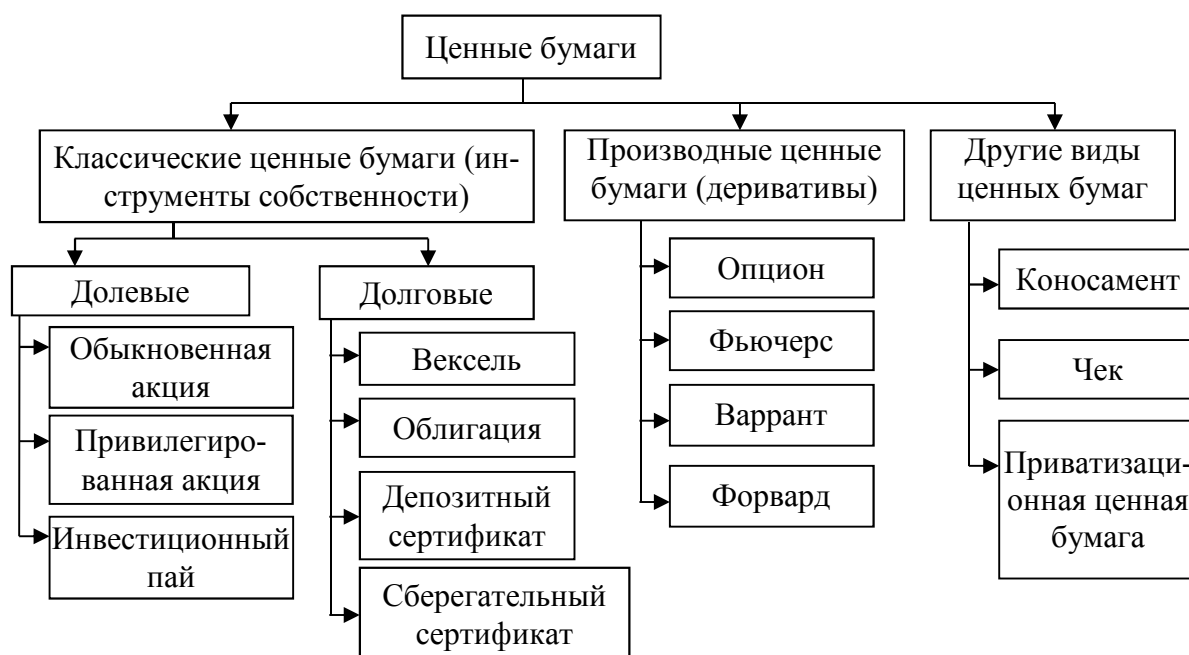 Ценные бумаги
Классические ценные бумаги (ин-
струменты собственности)
Производные ценные
бумаги (деривативы)
Другие виды
ценных бумаг
Долевые
Обыкновенная
акция
Привилегиро-
ванная акция
Инвестиционный
пай
Долговые
Вексель
Облигация
Депозитный
сертификат
Сберегательный
сертификат
Опцион
Фьючерс
Варрант
Форвард
Коносамент
Чек
Приватизаци-
онная ценная
бумага